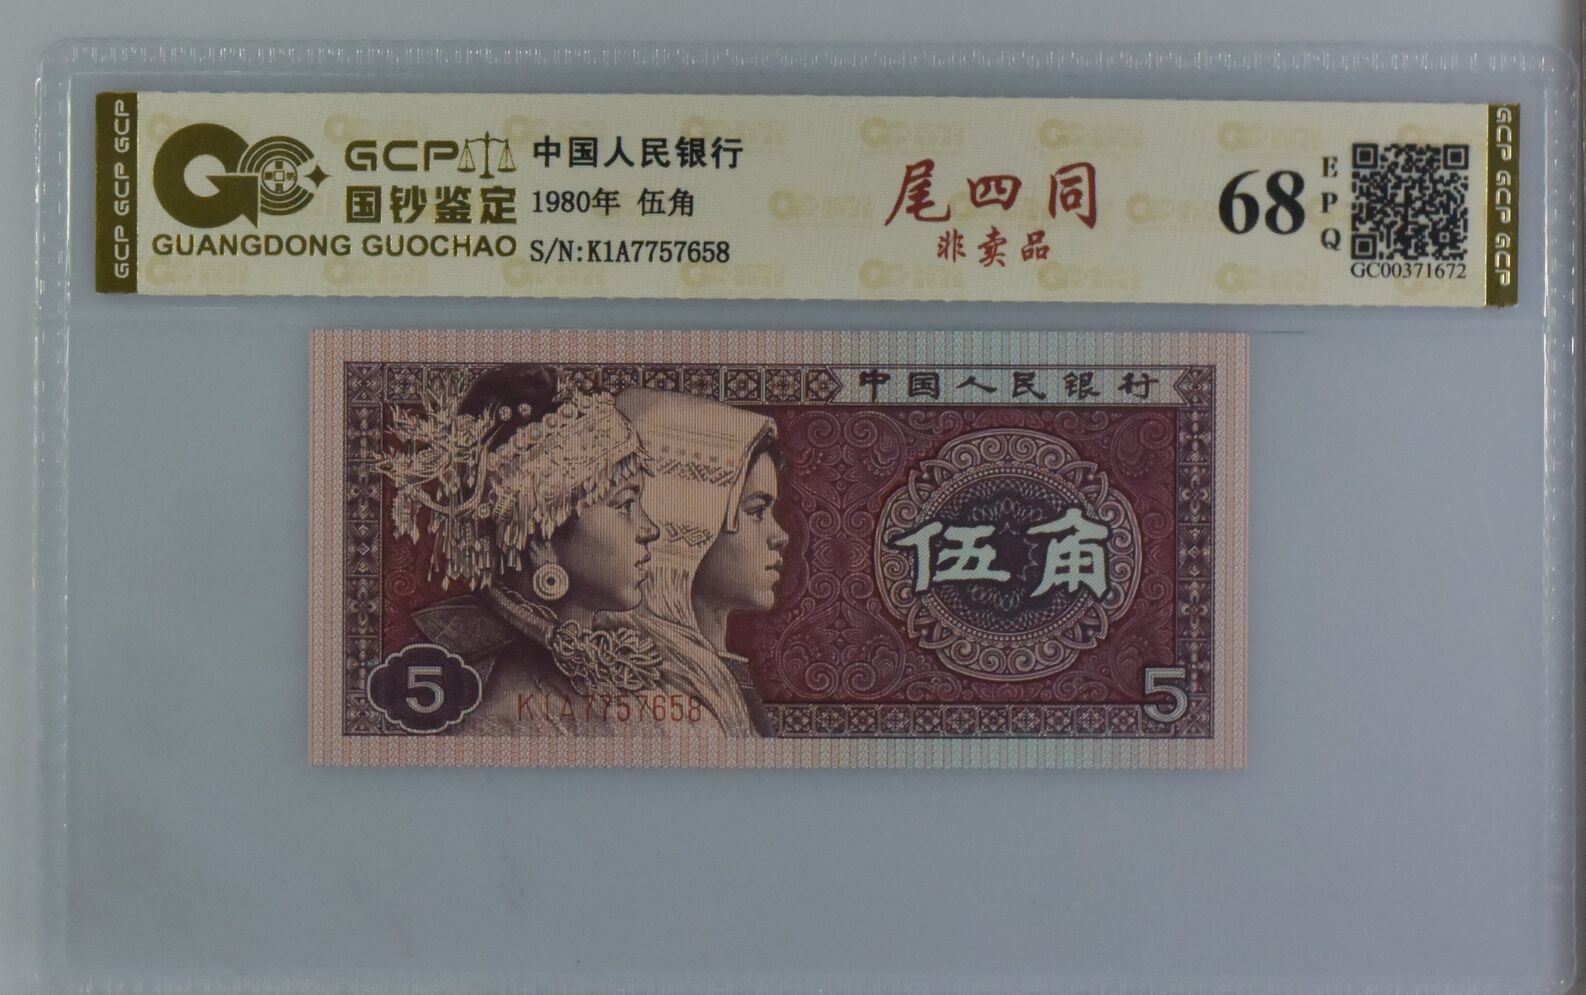 GCP GCP GCP
GCP
国钞鉴定
GUANGDONG GUOCHAO
中国人民银行
1980年 伍角
S/N:K1A7757658
尾四同
非卖品
68
EPQ
GC00371672
GCP GCP GCP
中国人民银行
伍角
5
K1A7757658
5